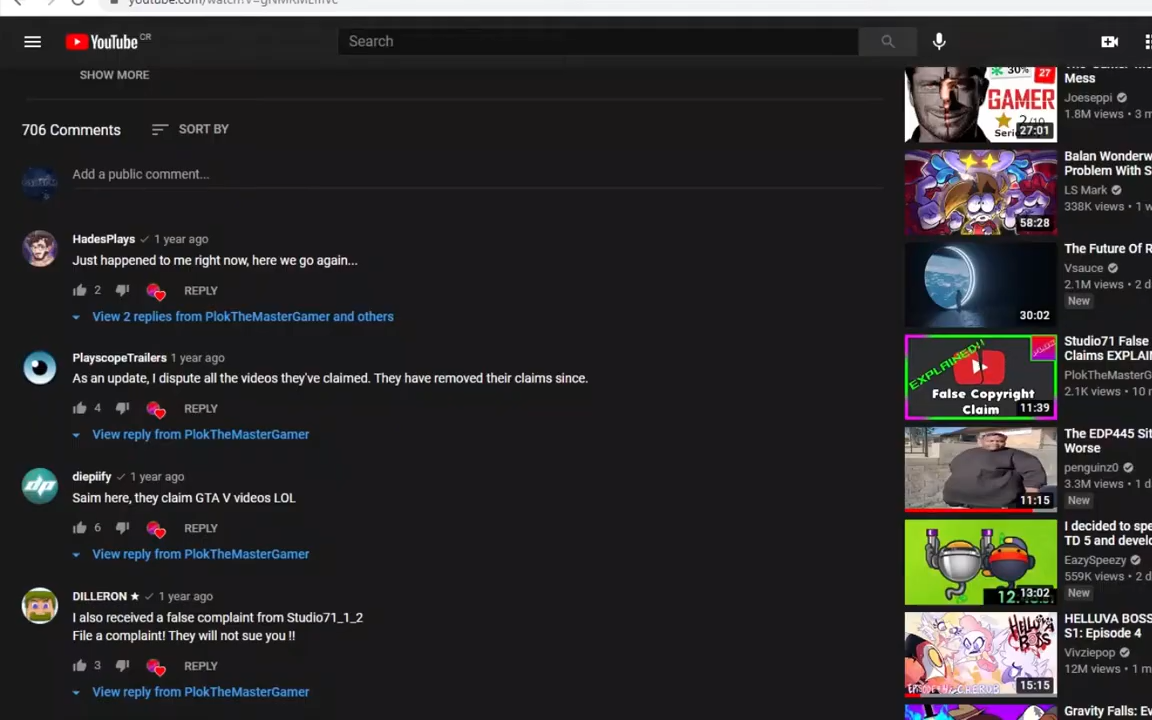 YouTube CR
Search
SHOW MORE
706 Comments
SORT BY
Add a public comment...
HadesPlays 1 year ago
Just happened to me right now, here we go again...
2 REPLY
View 2 replies from PlokTheMasterGamer and others
PlayscopeTrailers 1 year ago
As an update, I dispute all the videos they've claimed. They have removed their claims since.
4 REPLY
View reply from PlokTheMasterGamer
diepiify 1 year ago
Saim here, they claim GTA V videos LOL
6 REPLY
View reply from PlokTheMasterGamer
DILLERON ★ 1 year ago
I also received a false complaint from Studio71_1_2
File a complaint! They will not sue you !!
3 REPLY
View reply from PlokTheMasterGamer
30% 27
GAMER
2/10
27:01
Mess
Joeseppi
1.8M views • 3 m
58:28
Balan Wonderw
Problem With S
LS Mark
338K views • 1 w
30:02
The Future Of R
Vsauce
2.1M views • 2 d
New
EXPLAINED!!
False Copyright
Claim
11:39
Studio71 False
Claims EXPLAI
PlokTheMasterG
2.1K views • 10 m
11:15
The EDP445 Sit
Worse
penguinz0
3.3M views • 1 d
New
13:02
I decided to spe
TD 5 and develo
EazySpeezy
559K views • 2 d
New
HELLUVA BOSS
15:15
HELLUVA BOSS
S1: Episode 4
Vivziepop
12M views • 1 m
Gravity Falls: Ev